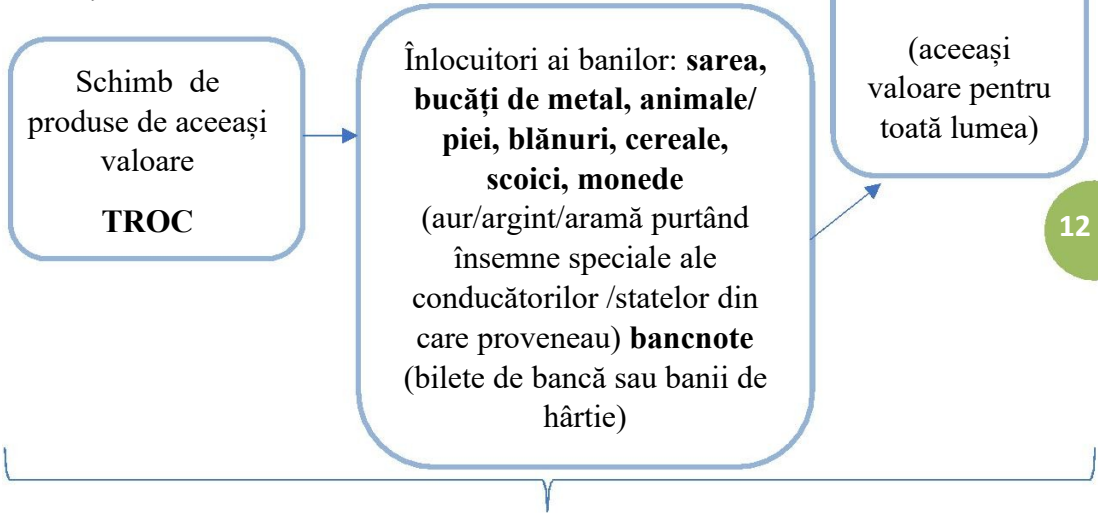 Schimb de
produse de aceeași
valoare
TROC
Înlocuitori ai banilor: sarea,
bucăți de metal, animale/
piei, blănuri, cereale,
scoici, monede
(aur/argint/aramă purtând
însemne speciale ale
conducătorilor /statelor din
care proveneau) bancnote
(bilete de bancă sau banii de
hârtie)
(aceeași
valoare pentru
toată lumea)
12